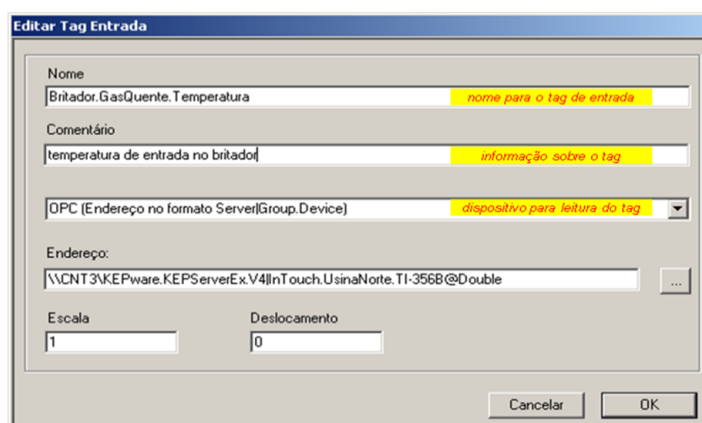 Editar Tag Entrada
Nome
Britador.GasQuente.Temperatura nome para o tag de entrada
Comentário
temperatura de entrada no britador informação sobre o tag
OPC (Endereço no formato Server|Group.Device) dispositivo para leitura do tag
Endereço:
\\CNT3\KEPware.KEPServerEx.V4|InTouch.UsinaNorte.TI-356B@Double ...
Escala Deslocamento
1 0
Cancelar OK